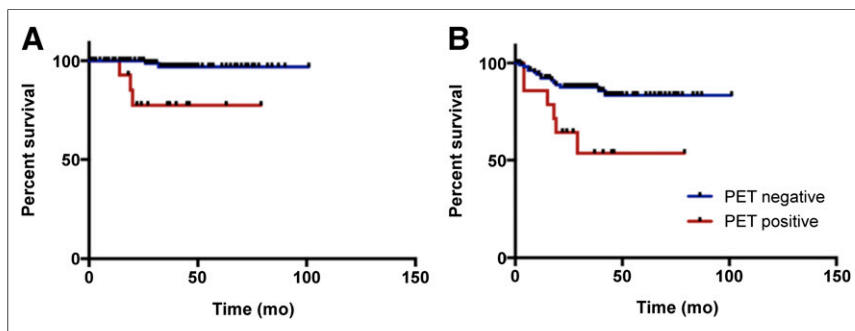 A
Percent survival
100
50
0
0 50 100 150
Time (mo)
B
Percent survival
100
50
0
0 50 100 150
Time (mo)
PET negative
PET positive